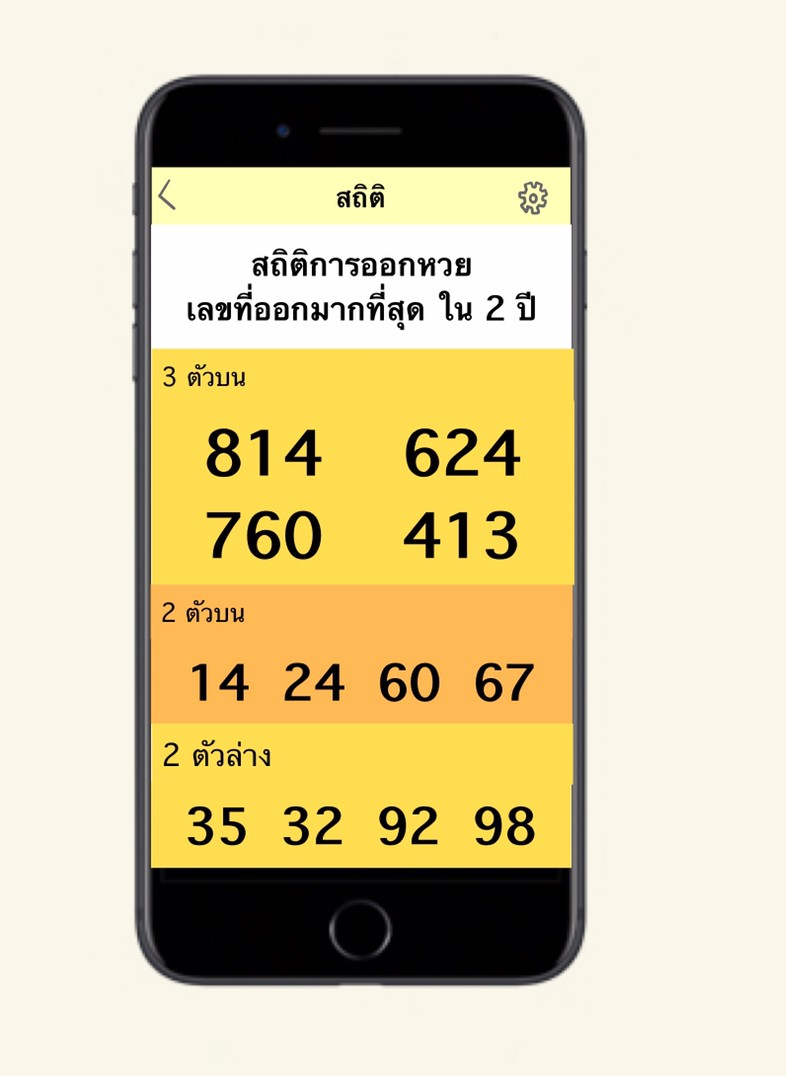 สถิติ
สถิติการออกหวย
เลขที่ออกมากที่สุด ใน 2 ปี
3 ตัวบน
814 624
760 413
2 ตัวบน
14 24 60 67
2 ตัวล่าง
35 32 92 98